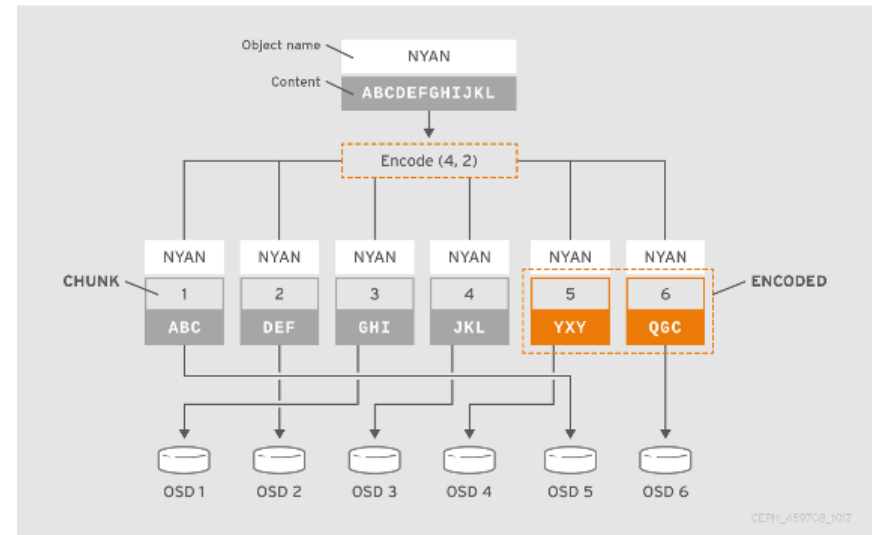 Object name
NYAN
Content
ABCDEFGHIJKL
Encode (4, 2)
NYAN NYAN NYAN NYAN NYAN NYAN
CHUNK 1 2 3 4 5 6 ENCODED
ABC DEF GHI JKL YXY QGC
OSD 1 OSD 2 OSD 3 OSD 4 OSD 5 OSD 6
CEPH_459708_1017